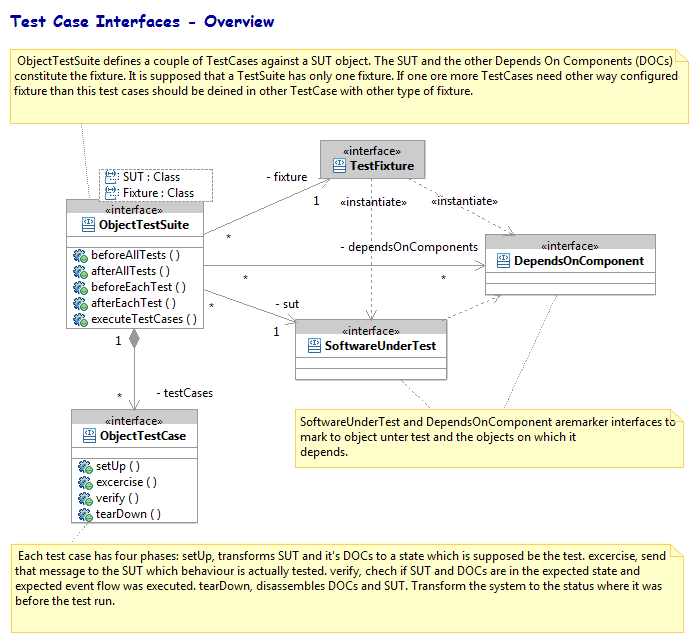 Test Case Interfaces - Overview
ObjectTestSuite defines a couple of TestCases against a SUT object. The SUT and the other Depends On Components (DOCs)
constitute the fixture. It is supposed that a TestSuite has only one fixture. If one ore more TestCases need other way configured
fixture than this test cases should be deined in other TestCase with other type of fixture.
«interface»
TestFixture
SUT : Class
Fixture : Class
- fixture
1
«instantiate»
«instantiate»
«interface»
ObjectTestSuite
*
- dependsOnComponents
«interface»
DependsOnComponent
beforeAllTests ( )
afterAllTests ( )
beforeEachTest ( )
afterEachTest ( )
executeTestCases ( )
*
*
*
- sut
1
«interface»
SoftwareUnderTest
1
*
- testCases
«interface»
ObjectTestCase
setUp ( )
excercise ( )
verify ( )
tearDown ( )
SoftwareUnderTest and DependsOnComponent aremarker interfaces to
mark to object unter test and the objects on which it
depends.
Each test case has four phases: setUp, transforms SUT and it's DOCs to a state which is supposed be the test. excercise, send
that message to the SUT which behaviour is actually tested. verify, chech if SUT and DOCs are in the expected state and
expected event flow was executed. tearDown, disassembles DOCs and SUT. Transform the system to the status where it was
before the test run.